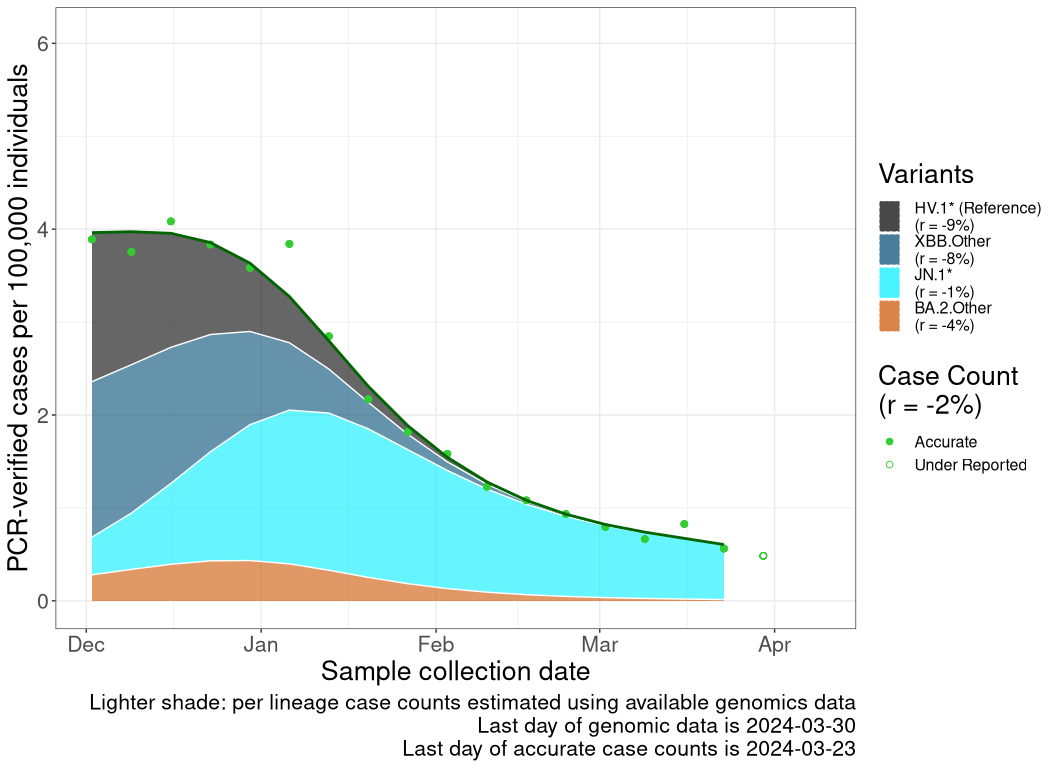 PCR-verified cases per 100,000 individuals
6
4
2
0
Dec
Jan
Feb
Mar
Apr
Sample collection date
Lighter shade: per lineage case counts estimated using available genomics data
Last day of genomic data is 2024-03-30
Last day of accurate case counts is 2024-03-23
Variants
HV.1* (Reference)
(r = -9%)
XBB.Other
(r = -8%)
JN.1*
(r = -1%)
BA.2.Other
(r = -4%)
Case Count
(r = -2%)
Accurate
Under Reported